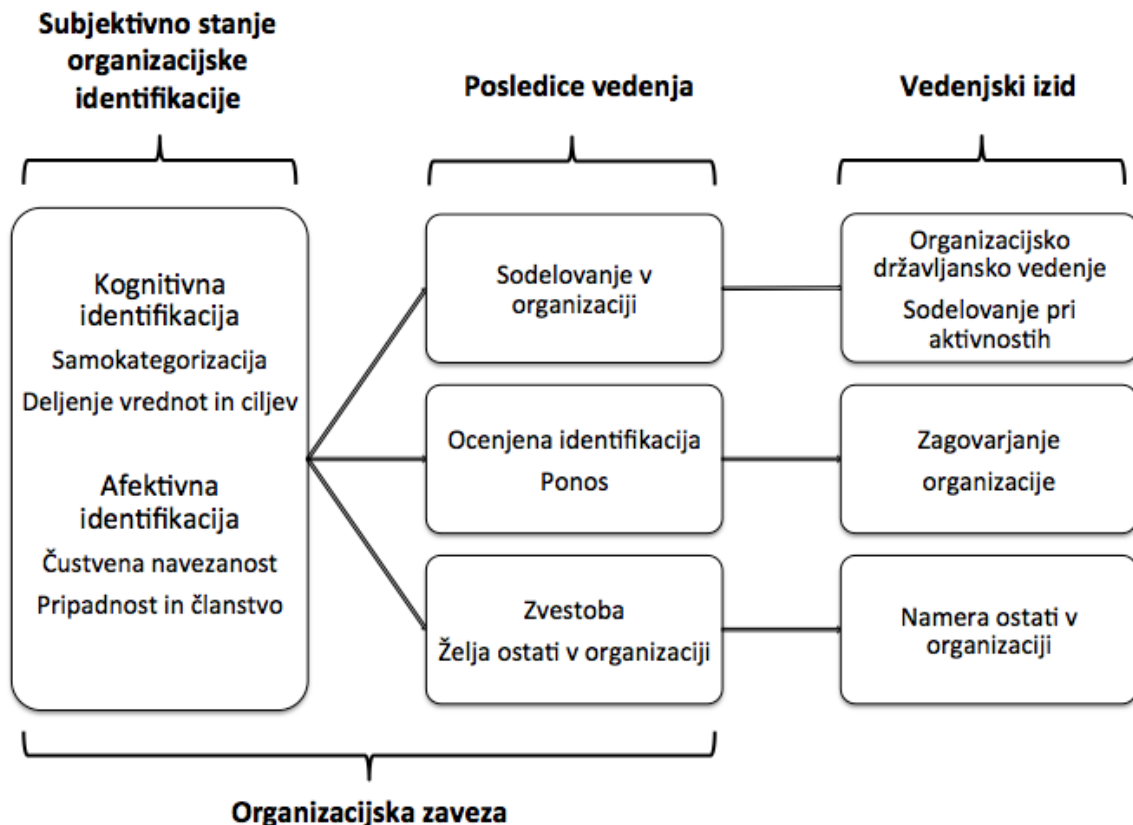 Subjektivno stanje
organizacijske
identifikacije
Posledice vedenja
Vedenjski izid
Kognitivna
identifikacija
Samokategorizacija
Deljenje vrednot in ciljev
Afektivna
identifikacija
Čustvena navezanost
Pripadnost in članstvo
Sodelovanje v
organizaciji
Ocenjena identifikacija
Ponos
Zvestoba
Želja ostati v organizaciji
Organizacijsko
državljansko vedenje
Sodelovanje pri
aktivnostih
Zagovarjanje
organizacije
Namera ostati v
organizaciji
Organizacijska zaveza